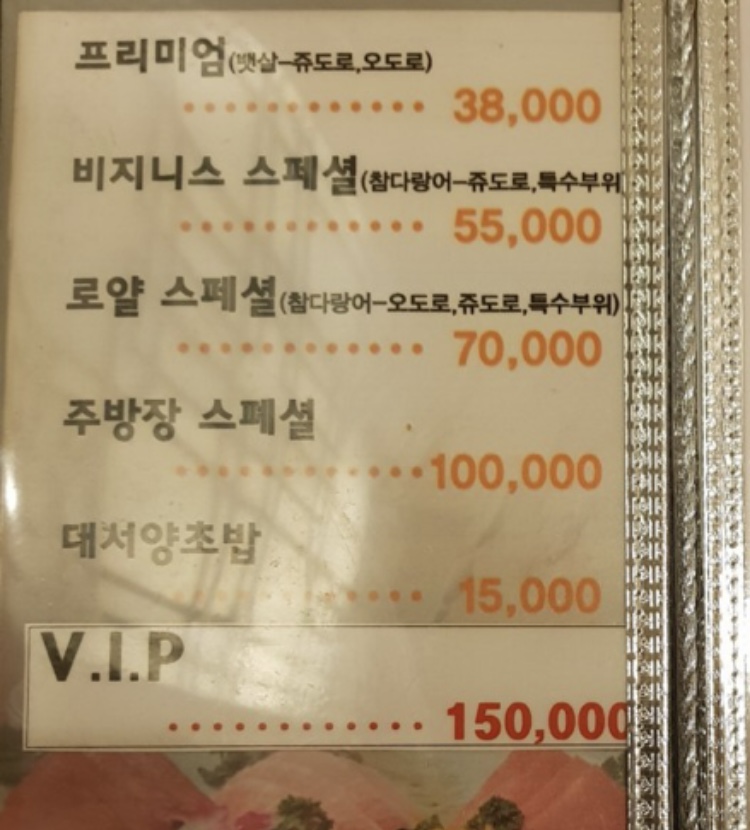 프리미엄(뱃살-쥬도로,오도로)
············ 38,000
비지니스 스페셜(참다랑어-쥬도로,특수부위
············ 55,000
로얄 스페셜(참다랑어-오도로,쥬도로,특수부위)
············ 70,000
주방장 스페셜
············100,000
대서양초밥
············ 15,000
V.I.P
············ 150,000